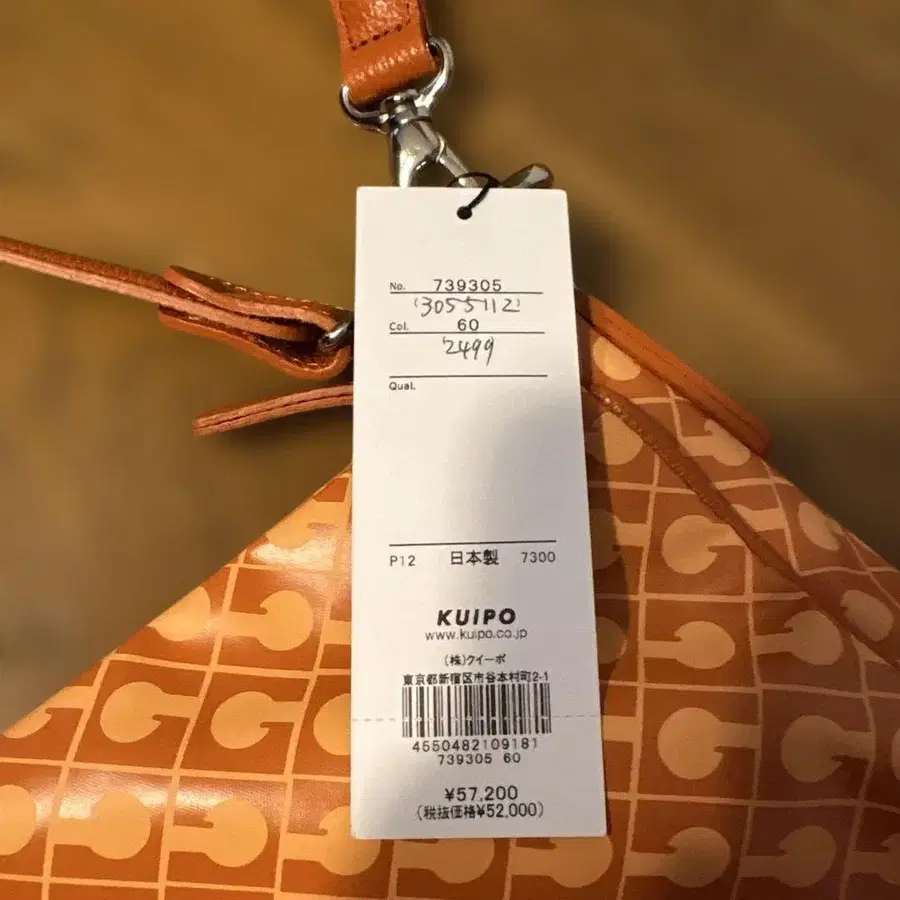 No. 739305
(3055112)
Col. 60
2499
Qual.
P12 日本製 7300
KUIPO
www.kuipo.co.jp
(株)クイーポ
東京都新宿区市谷本村町2-1
4550482109181
739305 60
¥57,200
(税抜価格¥52,000)